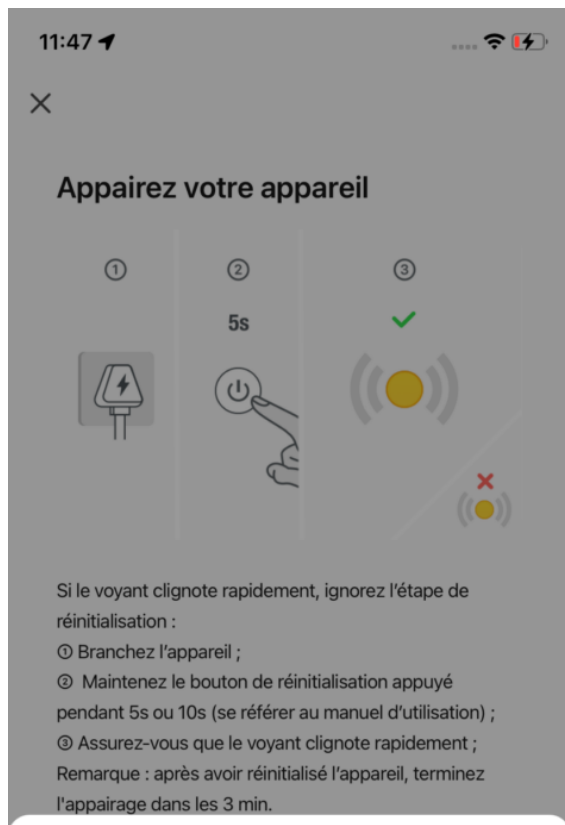 11:47
Appairez votre appareil
① ② ③
5s
Si le voyant clignote rapidement, ignorez l’étape de
réinitialisation :
① Branchez l’appareil ;
② Maintenez le bouton de réinitialisation appuyé
pendant 5s ou 10s (se référer au manuel d’utilisation) ;
③ Assurez-vous que le voyant clignote rapidement ;
Remarque : après avoir réinitialisé l’appareil, terminez
l'appairage dans les 3 min.